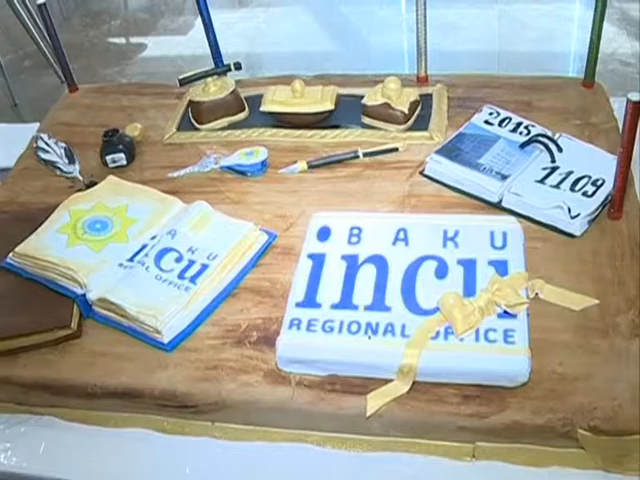 2015
1109
BAKU
incu
REGIONAL OFFICE
BAKU
incu
REGIONAL OFFICE